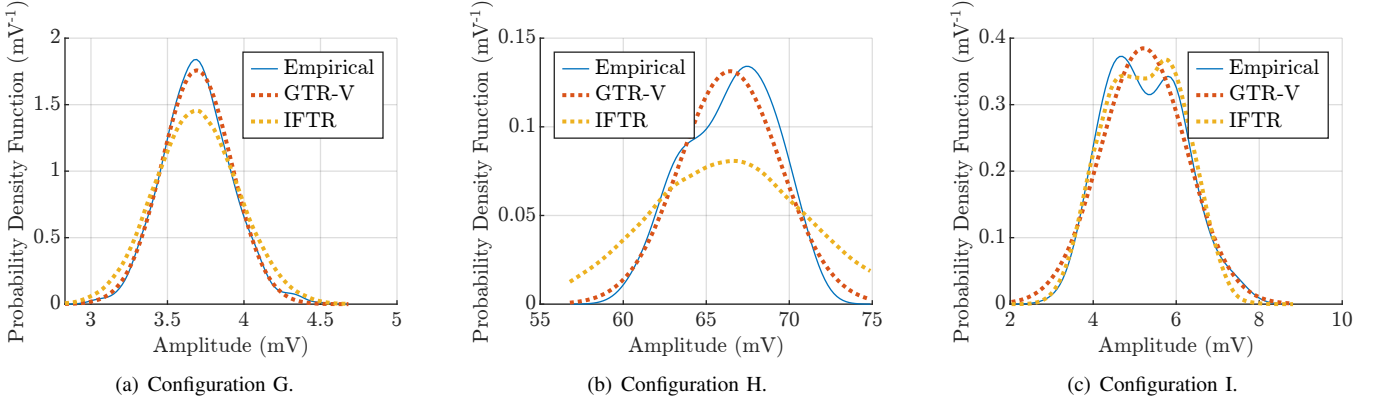 Probability Density Function (mV⁻¹)
2
1.5
1
0.5
0
3
3.5
4
4.5
5
Amplitude (mV)
Empirical
GTR-V
IFTR
(a) Configuration G.
Probability Density Function (mV⁻¹)
0.15
0.1
0.05
0
55
60
65
70
75
Amplitude (mV)
Empirical
GTR-V
IFTR
(b) Configuration H.
Probability Density Function (mV⁻¹)
0.4
0.3
0.2
0.1
0
2
4
6
8
10
Amplitude (mV)
Empirical
GTR-V
IFTR
(c) Configuration I.